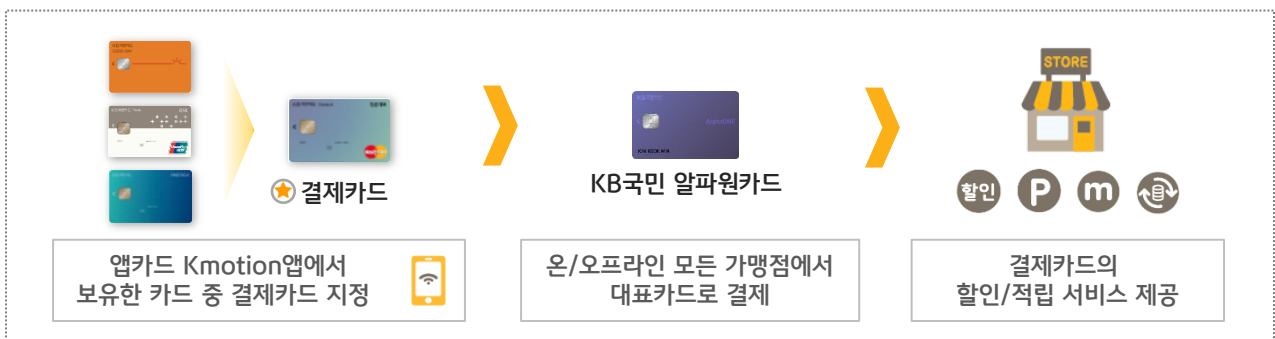 STORE
AlphaONE
결제카드
KB국민 알파원카드
할인 P m
앱카드 Kmotion앱에서
보유한 카드 중 결제카드 지정
온/오프라인 모든 가맹점에서
대표카드로 결제
결제카드의
할인/적립 서비스 제공